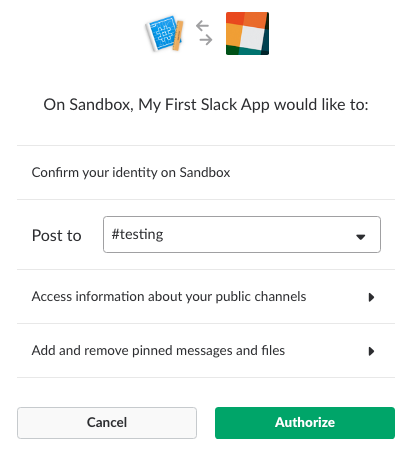 On Sandbox, My First Slack App would like to:
Confirm your identity on Sandbox
Post to #testing
Access information about your public channels
Add and remove pinned messages and files
Cancel Authorize